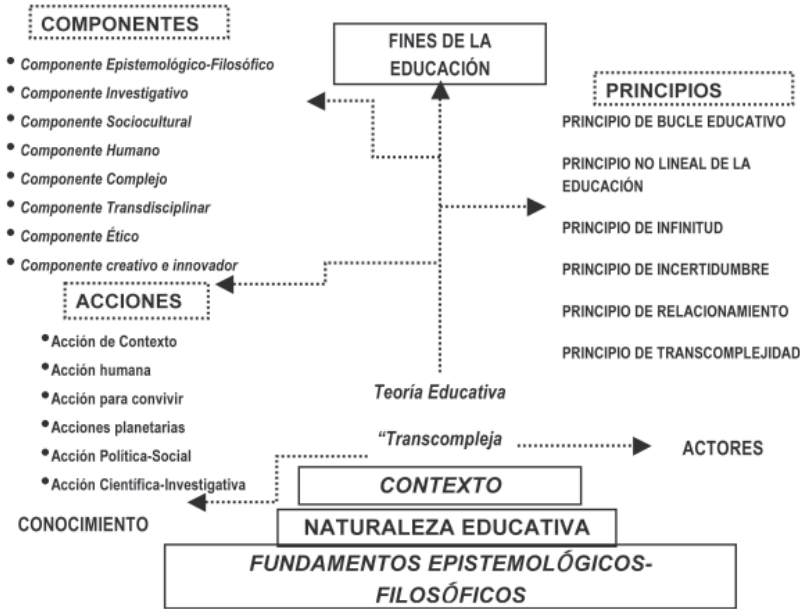 COMPONENTES
• Componente Epistemológico-Filosófico
• Componente Investigativo
• Componente Sociocultural
• Componente Humano
• Componente Complejo
• Componente Transdisciplinar
• Componente Ético
• Componente creativo e innovador
FINES DE LA
EDUCACIÓN
PRINCIPIOS
PRINCIPIO DE BUCLE EDUCATIVO
PRINCIPIO NO LINEAL DE LA
EDUCACIÓN
PRINCIPIO DE INFINITUD
PRINCIPIO DE INCERTIDUMBRE
PRINCIPIO DE RELACIONAMIENTO
PRINCIPIO DE TRANSCOMPLEJIDAD
ACCIONES
• Acción de Contexto
• Acción humana
• Acción para convivir
• Acciones planetarias
• Acción Política-Social
• Acción Científica-Investigativa
Teoría Educativa
“Transcompleja
ACTORES
CONOCIMIENTO
CONTEXTO
NATURALEZA EDUCATIVA
FUNDAMENTOS EPISTEMOLÓGICOS-
FILOSÓFICOS